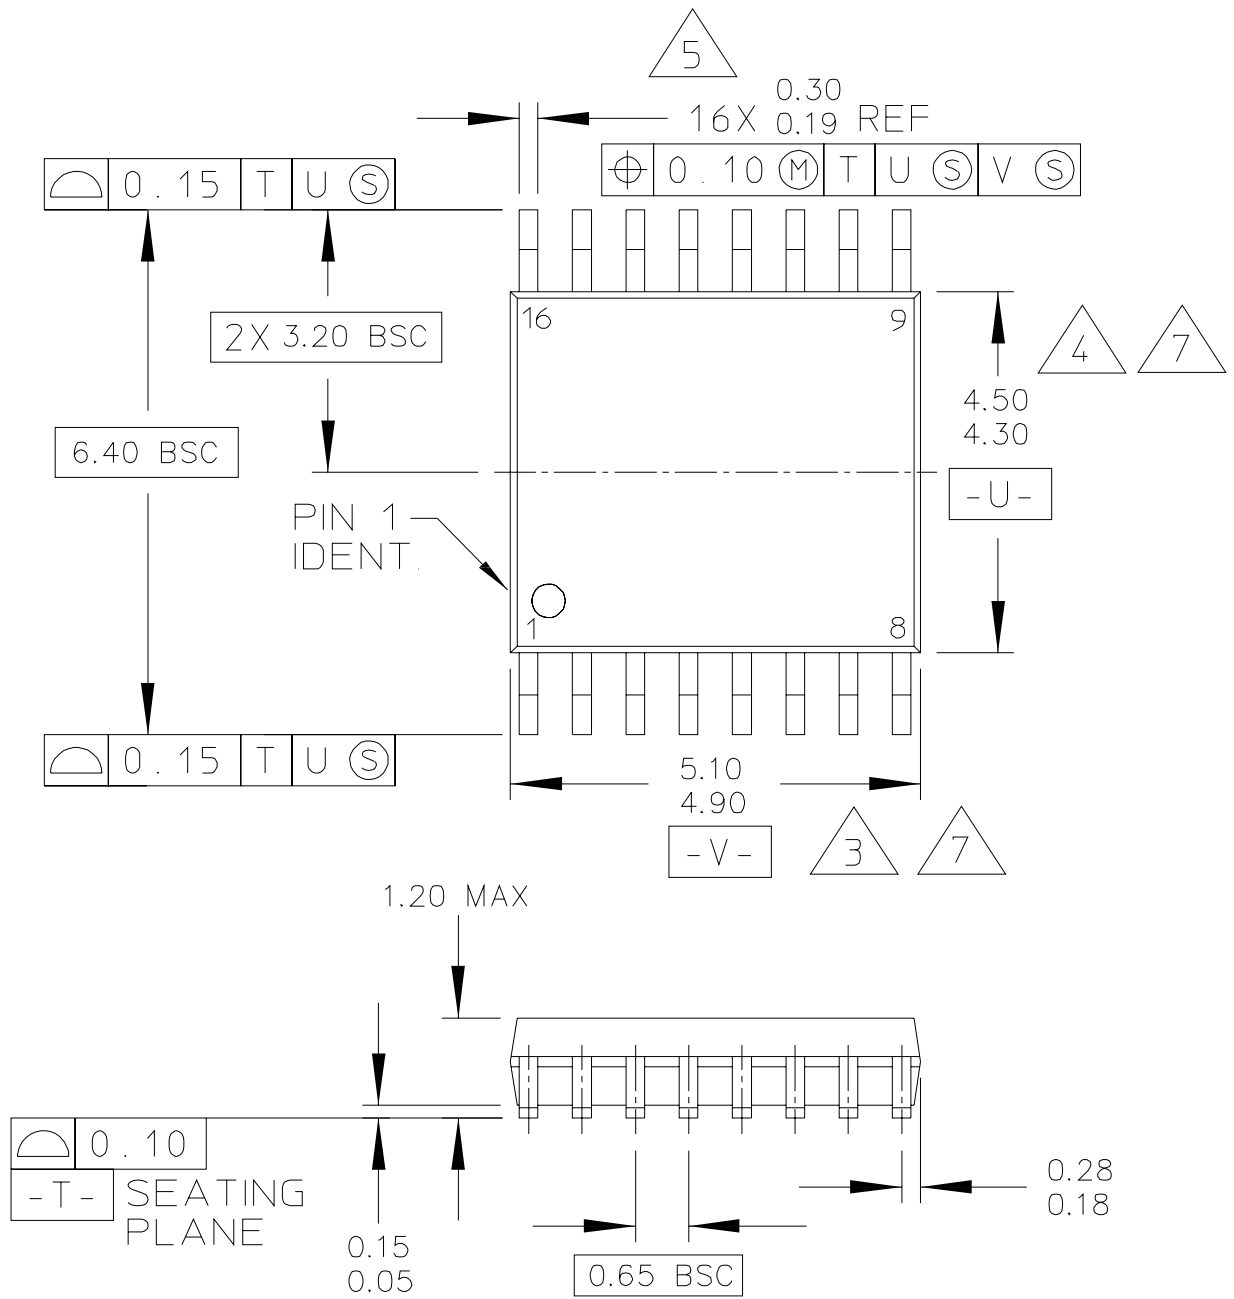 5
0.30
16X 0.19 REF
0.10 Ⓜ T U Ⓢ V Ⓢ
0.15 T U Ⓢ
2X 3.20 BSC
6.40 BSC
16
9
4
7
4.50
4.30
-U-
PIN 1
IDENT.
1
8
0.15 T U Ⓢ
5.10
4.90
-V-
3
7
1.20 MAX
0.10
-T- SEATING
PLANE
0.15
0.05
0.65 BSC
0.28
0.18